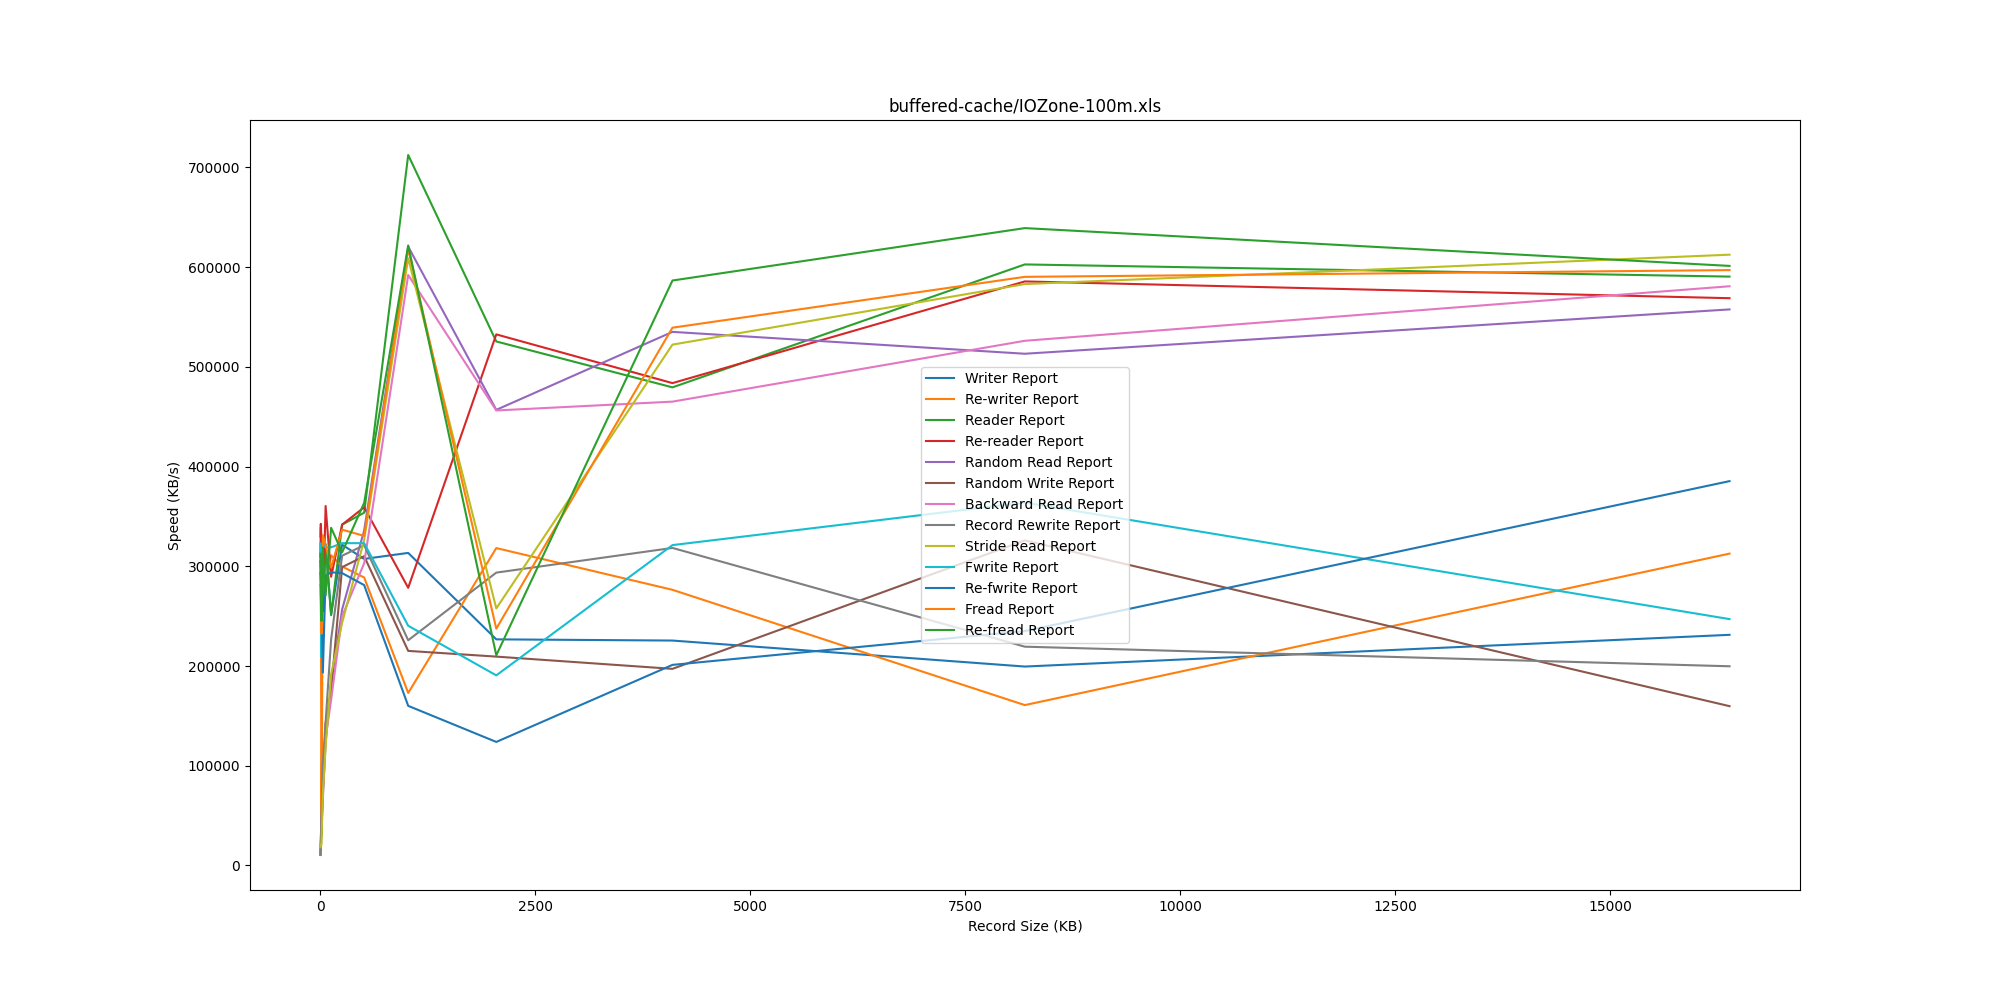 buffered-cache/IOZone-100m.xls
700000
600000
500000
400000
300000
200000
100000
0
Speed (KB/s)
Writer Report
Re-writer Report
Reader Report
Re-reader Report
Random Read Report
Random Write Report
Backward Read Report
Record Rewrite Report
Stride Read Report
Fwrite Report
Re-fwrite Report
Fread Report
Re-fread Report
0 2500 5000 7500 10000 12500 15000
Record Size (KB)